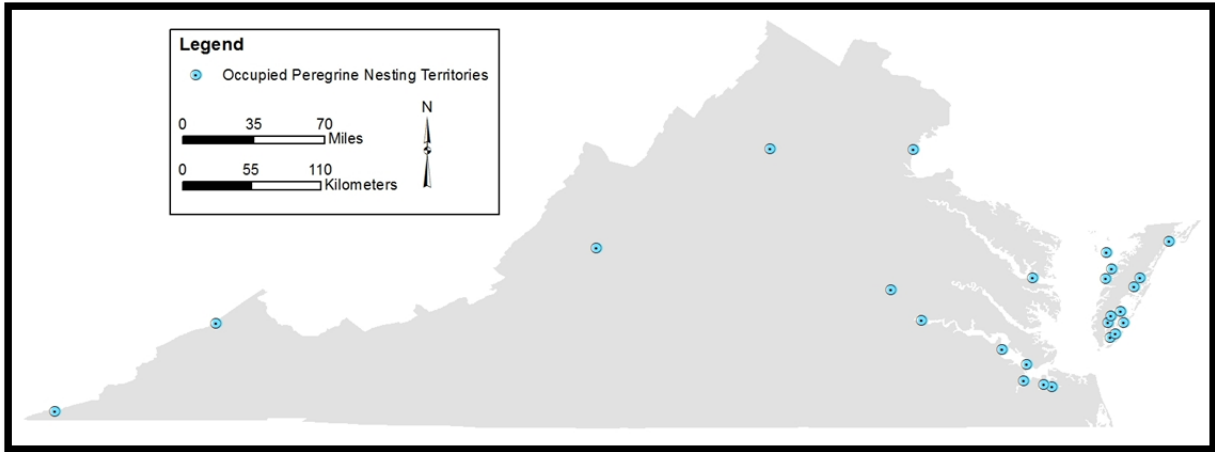 Legend
Occupied Peregrine Nesting Territories
N
0 35 70
Miles
0 55 110
Kilometers